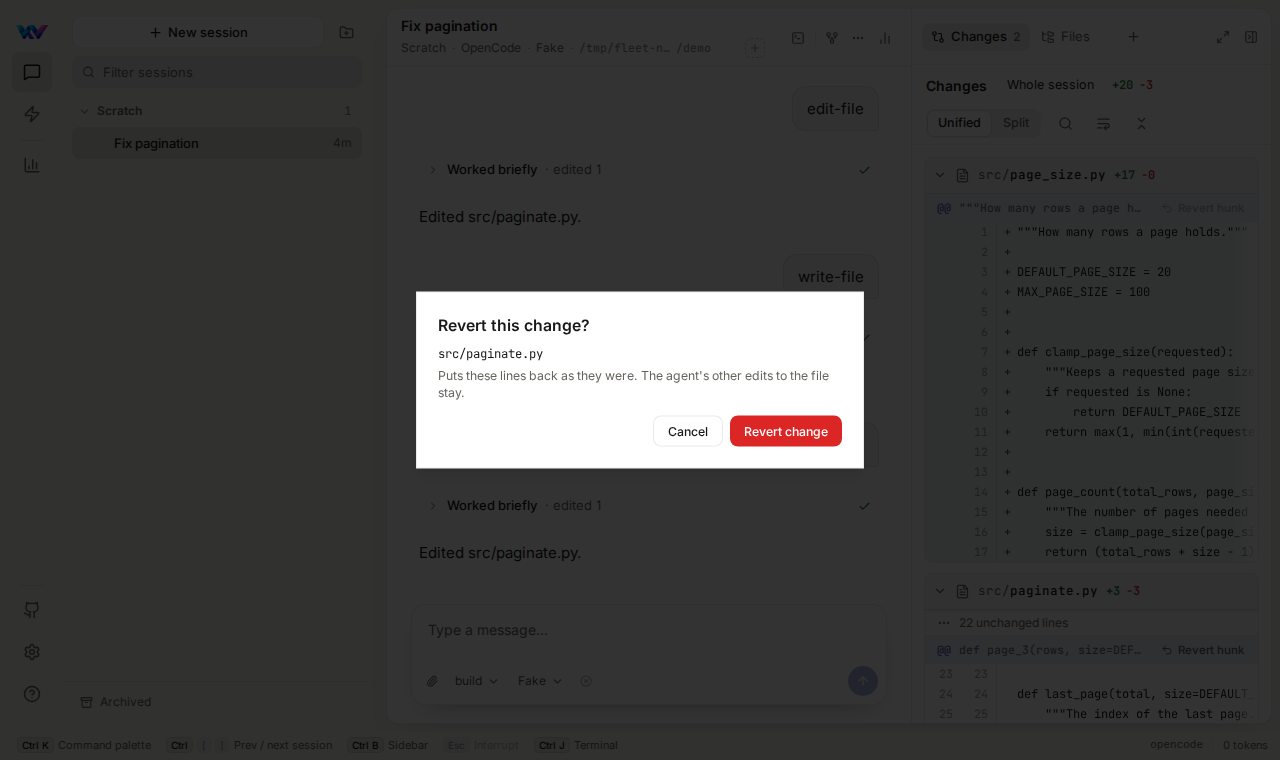 New session
Filter sessions
Scratch 1
Fix pagination 4m
Archived
Fix pagination
Scratch · OpenCode · Fake · /tmp/fleet-n… /demo
edit-file
Worked briefly · edited 1
Edited src/paginate.py.
write-file
Revert this change?
src/paginate.py
Puts these lines back as they were. The agent's other edits to the file
stay.
Cancel Revert change
Worked briefly · edited 1
Edited src/paginate.py.
Type a message...
build Fake
Changes 2 Files
Changes Whole session +20 -3
Unified Split
src/page_size.py +17 -0
@@ """How many rows a page h… Revert hunk
1 + """How many rows a page holds."""
2 +
3 + DEFAULT_PAGE_SIZE = 20
4 + MAX_PAGE_SIZE = 100
5 +
6 +
7 + def clamp_page_size(requested):
8 + """Keeps a requested page size
9 + if requested is None:
10 + return DEFAULT_PAGE_SIZE
11 + return max(1, min(int(requeste
12 +
13 +
14 + def page_count(total_rows, page_si
15 + """The number of pages needed
16 + size = clamp_page_size(page_si
17 + return (total_rows + size - 1)
src/paginate.py +3 -3
22 unchanged lines
@@ def page_3(rows, size=DEF… Revert hunk
23 23
24 24 def last_page(total, size=DEFAULT_
25 25 """The index of the last page
Ctrl K Command palette Ctrl [ ] Prev / next session Ctrl B Sidebar Esc Interrupt Ctrl J Terminal opencode 0 tokens